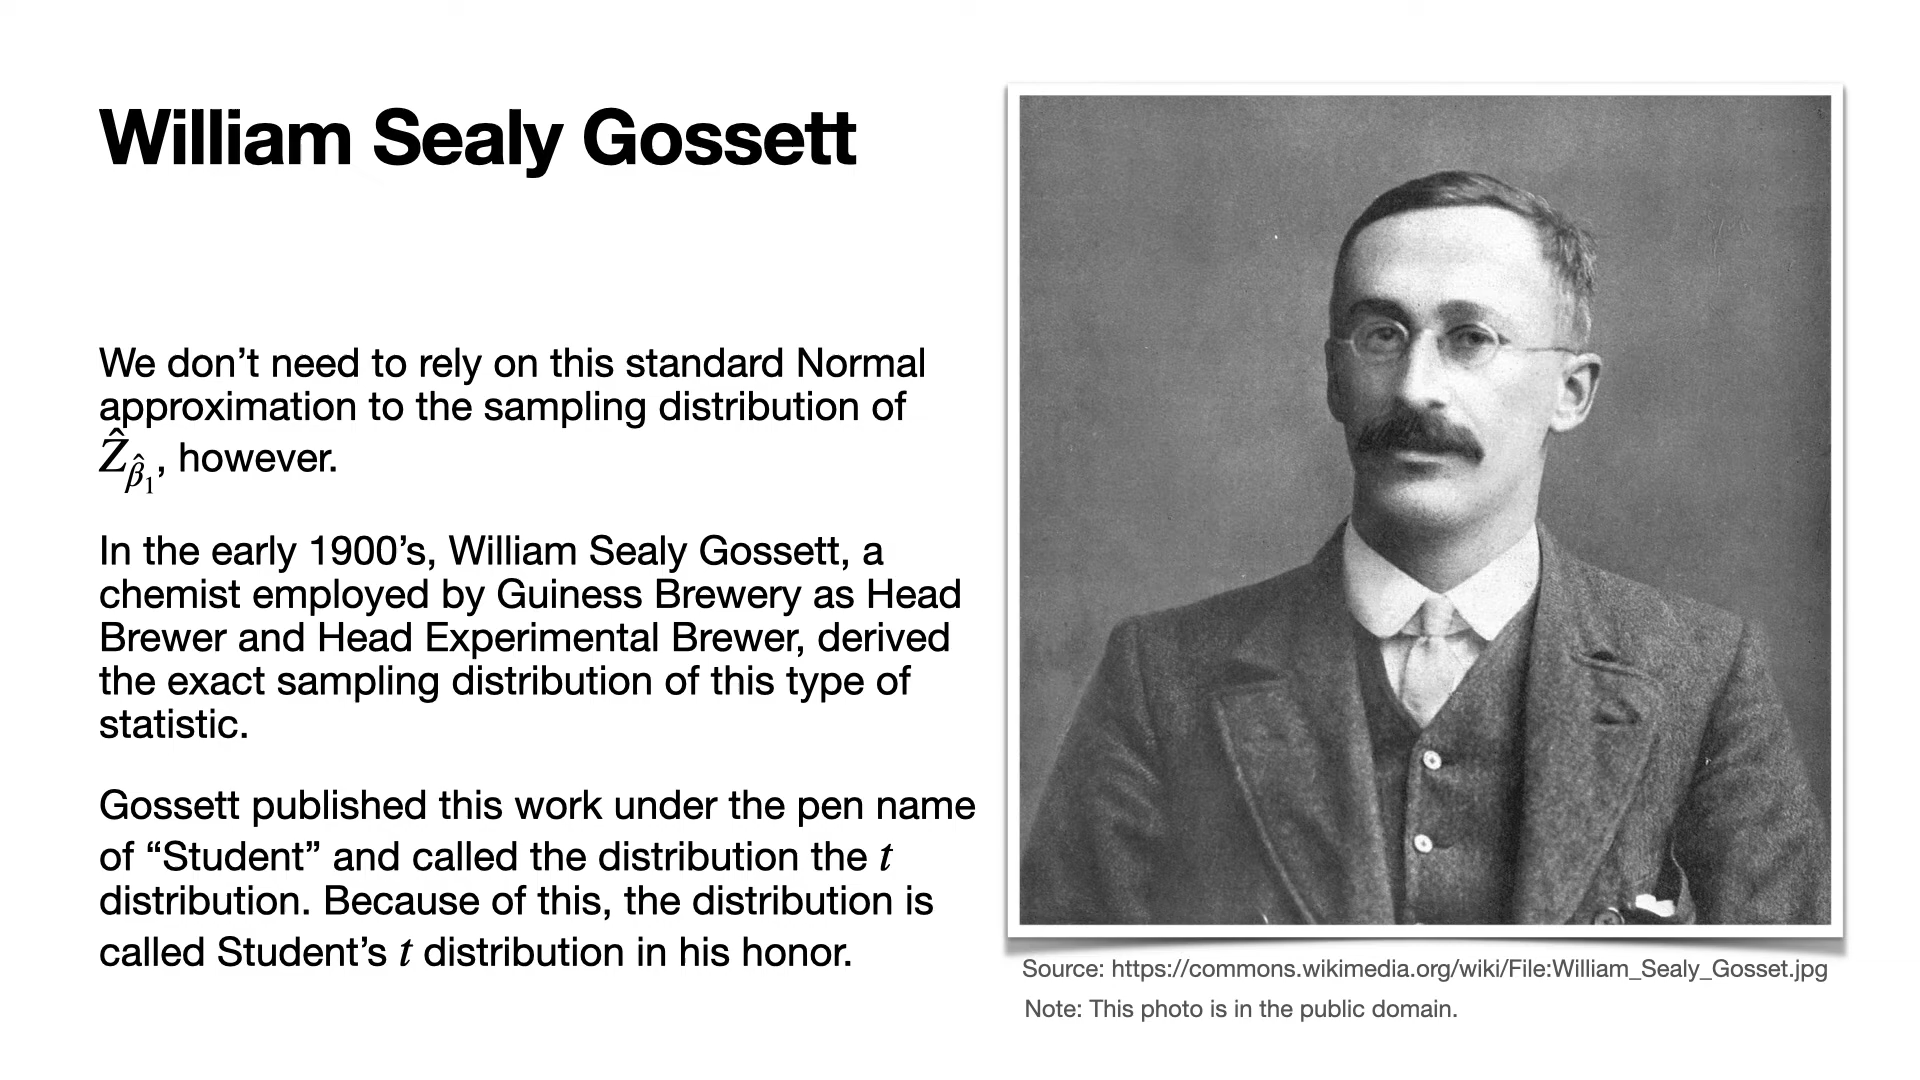 William Sealy Gossett
We don’t need to rely on this standard Normal
approximation to the sampling distribution of
Ẑ_β̂₁, however.
In the early 1900’s, William Sealy Gossett, a
chemist employed by Guiness Brewery as Head
Brewer and Head Experimental Brewer, derived
the exact sampling distribution of this type of
statistic.
Gossett published this work under the pen name
of “Student” and called the distribution the t
distribution. Because of this, the distribution is
called Student’s t distribution in his honor.
Source: https://commons.wikimedia.org/wiki/File:William_Sealy_Gosset.jpg
Note: This photo is in the public domain.